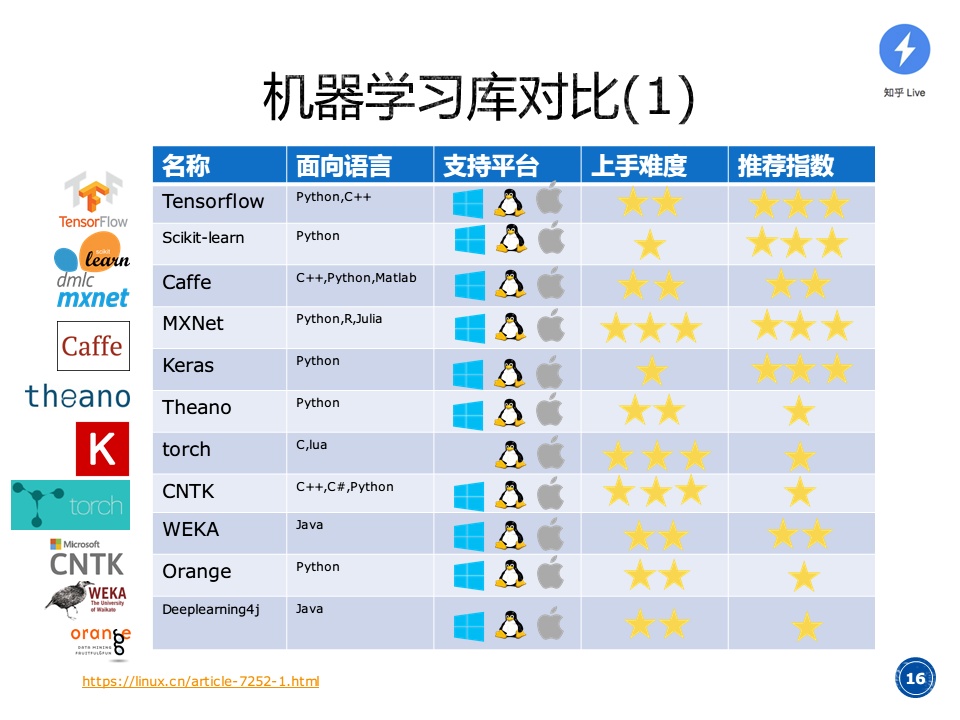 知乎 Live
机器学习库对比(1)
名称 面向语言 支持平台 上手难度 推荐指数
Tensorflow Python,C++
Scikit-learn Python
Caffe C++,Python,Matlab
MXNet Python,R,Julia
Keras Python
Theano Python
torch C,lua
CNTK C++,C#,Python
WEKA Java
Orange Python
Deeplearning4j Java
TensorFlow
scikit
learn
dmlc
mxnet
Caffe
theano
K
torch
Microsoft
CNTK
WEKA
The University
of Waikato
orange
DATA MINING
FRUITFUL&FUN
https://linux.cn/article-7252-1.html
16